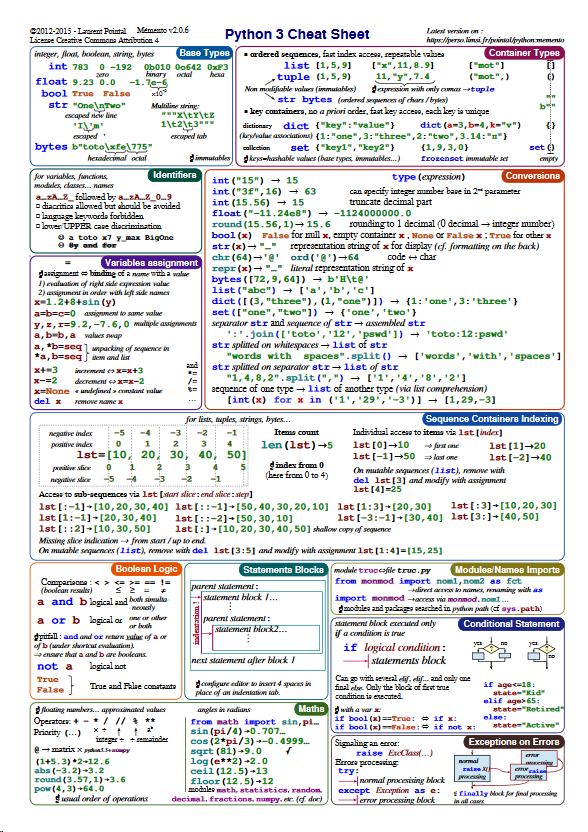 ©2012-2015 - Laurent Pointal Mémento v2.0.6
License Creative Commons Attribution 4
Python 3 Cheat Sheet
Latest version on :
https://perso.limsi.fr/pointal/python:memento
integer, float, boolean, string, bytes
Base Types
int 783 0 -192 0b010 0o642 0xF3
zero binary octal hexa
float 9.23 0.0 -1.7e-6
×10⁻⁶
bool True False
str "One\nTwo"
escaped new line
'I\'m'
escaped '
Multiline string:
"""X\tY\tZ
1\t2\t3"""
escaped tab
bytes b"toto\xfe\775"
hexadecimal octal
immutables
Container Types
▪ ordered sequences, fast index access, repeatable values
list [1,5,9] ["x",11,8.9] ["mot"] []
tuple (1,5,9) 11,"y",7.4 ("mot",) ()
Non modifiable values (immutables) expression with only comas →tuple
str bytes (ordered sequences of chars / bytes)
""
b""
▪ key containers, no a priori order, fast key access, each key is unique
dictionary dict {"key":"value"} dict(a=3,b=4,k="v") {}
(key/value associations) {1:"one",3:"three",2:"two",3.14:"π"}
collection set {"key1","key2"} {1,9,3,0} set()
keys=hashable values (base types, immutables…) frozenset immutable set empty
for variables, functions,
modules, classes… names
Identifiers
a…zA…Z_ followed by a…zA…Z_0…9
▫ diacritics allowed but should be avoided
▫ language keywords forbidden
▫ lower/UPPER case discrimination
☺ a toto x7 y_max BigOne
☹ 8y and for
=
Variables assignment
assignment ⇔ binding of a name with a value
1) evaluation of right side expression value
2) assignment in order with left side names
x=1.2+8+sin(y)
a=b=c=0 assignment to same value
y,z,r=9.2,-7.6,0 multiple assignments
a,b=b,a values swap
a,*b=seq
*a,b=seq
unpacking of sequence in
item and list
x+=3 increment ⇔ x=x+3
x-=2 decrement ⇔ x=x-2
x=None « undefined » constant value
del x remove name x
and
*=
/=
%=
…
type(expression)
Conversions
int("15") → 15
int("3f",16) → 63 can specify integer number base in 2nd parameter
int(15.56) → 15 truncate decimal part
float("-11.24e8") → -1124000000.0
round(15.56,1)→ 15.6 rounding to 1 decimal (0 decimal → integer number)
bool(x) False for null x, empty container x , None or False x ; True for other x
str(x)→ "…" representation string of x for display (cf. formatting on the back)
chr(64)→'@' ord('@')→64 code ↔ char
repr(x)→ "…" literal representation string of x
bytes([72,9,64]) → b'H\t@'
list("abc") → ['a','b','c']
dict([(3,"three"),(1,"one")]) → {1:'one',3:'three'}
set(["one","two"]) → {'one','two'}
separator str and sequence of str → assembled str
':'.join(['toto','12','pswd']) → 'toto:12:pswd'
str splitted on whitespaces → list of str
"words with spaces".split() → ['words','with','spaces']
str splitted on separator str → list of str
"1,4,8,2".split(",") → ['1','4','8','2']
sequence of one type → list of another type (via list comprehension)
[int(x) for x in ('1','29','-3')] → [1,29,-3]
for lists, tuples, strings, bytes…
Sequence Containers Indexing
negative index -5 -4 -3 -2 -1
positive index 0 1 2 3 4
lst=[10, 20, 30, 40, 50]
positive slice 0 1 2 3 4 5
negative slice -5 -4 -3 -2 -1
Items count
len(lst)→5
index from 0
(here from 0 to 4)
Individual access to items via lst[index]
lst[0]→10 ⇒ first one lst[1]→20
lst[-1]→50 ⇒ last one lst[-2]→40
On mutable sequences (list), remove with
del lst[3] and modify with assignment
lst[4]=25
Access to sub-sequences via lst[start slice:end slice:step]
lst[:-1]→[10,20,30,40] lst[::-1]→[50,40,30,20,10] lst[1:3]→[20,30] lst[:3]→[10,20,30]
lst[1:-1]→[20,30,40] lst[::-2]→[50,30,10] lst[-3:-1]→[30,40] lst[3:]→[40,50]
lst[::2]→[10,30,50] lst[:]→[10,20,30,40,50] shallow copy of sequence
Missing slice indication → from start / up to end.
On mutable sequences (list), remove with del lst[3:5] and modify with assignment lst[1:4]=[15,25]
Boolean Logic
Comparisons : < > <= >= == !=
(boolean results) ≤ ≥ = ≠
a and b logical and both simulta-
-neously
a or b logical or one or other
or both
pitfall : and and or return value of a or
of b (under shortcut evaluation).
⇒ ensure that a and b are booleans.
not a logical not
True
False
True and False constants
Statements Blocks
parent statement :
statement block 1…
⋮
parent statement :
statement block2…
⋮
next statement after block 1
indentation !
configure editor to insert 4 spaces in
place of an indentation tab.
module truc⇔file truc.py
Modules/Names Imports
from monmod import nom1,nom2 as fct
→direct access to names, renaming with as
import monmod →access via monmod.nom1 …
modules and packages searched in python path (cf sys.path)
statement block executed only
if a condition is true
Conditional Statement
if logical condition :
statements block
yes no yes no
? ?
Can go with several elif, elif... and only one
final else. Only the block of first true
condition is executed.
with a var x:
if bool(x)==True: ⇔ if x:
if bool(x)==False: ⇔ if not x:
if age<=18:
state="Kid"
elif age>65:
state="Retired"
else:
state="Active"
floating numbers… approximated values
angles in radians
Maths
Operators: + - * / // % **
Priority (…) × ÷ aᵇ
integer ÷ ÷ remainder
@ → matrix × python3.5+numpy
(1+5.3)*2→12.6
abs(-3.2)→3.2
round(3.57,1)→3.6
pow(4,3)→64.0
usual order of operations
from math import sin,pi…
sin(pi/4)→0.707…
cos(2*pi/3)→-0.4999…
sqrt(81)→9.0 √
log(e**2)→2.0
ceil(12.5)→13
floor(12.5)→12
modules math, statistics, random,
decimal, fractions, numpy, etc. (cf. doc)
Exceptions on Errors
Signaling an error:
raise ExcClass(…)
Errors processing:
try:
normal procesising block
except Exception as e:
error processing block
normal
raise X()
processing
error
processing
error raise
processing
finally block for final processing
in all cases.